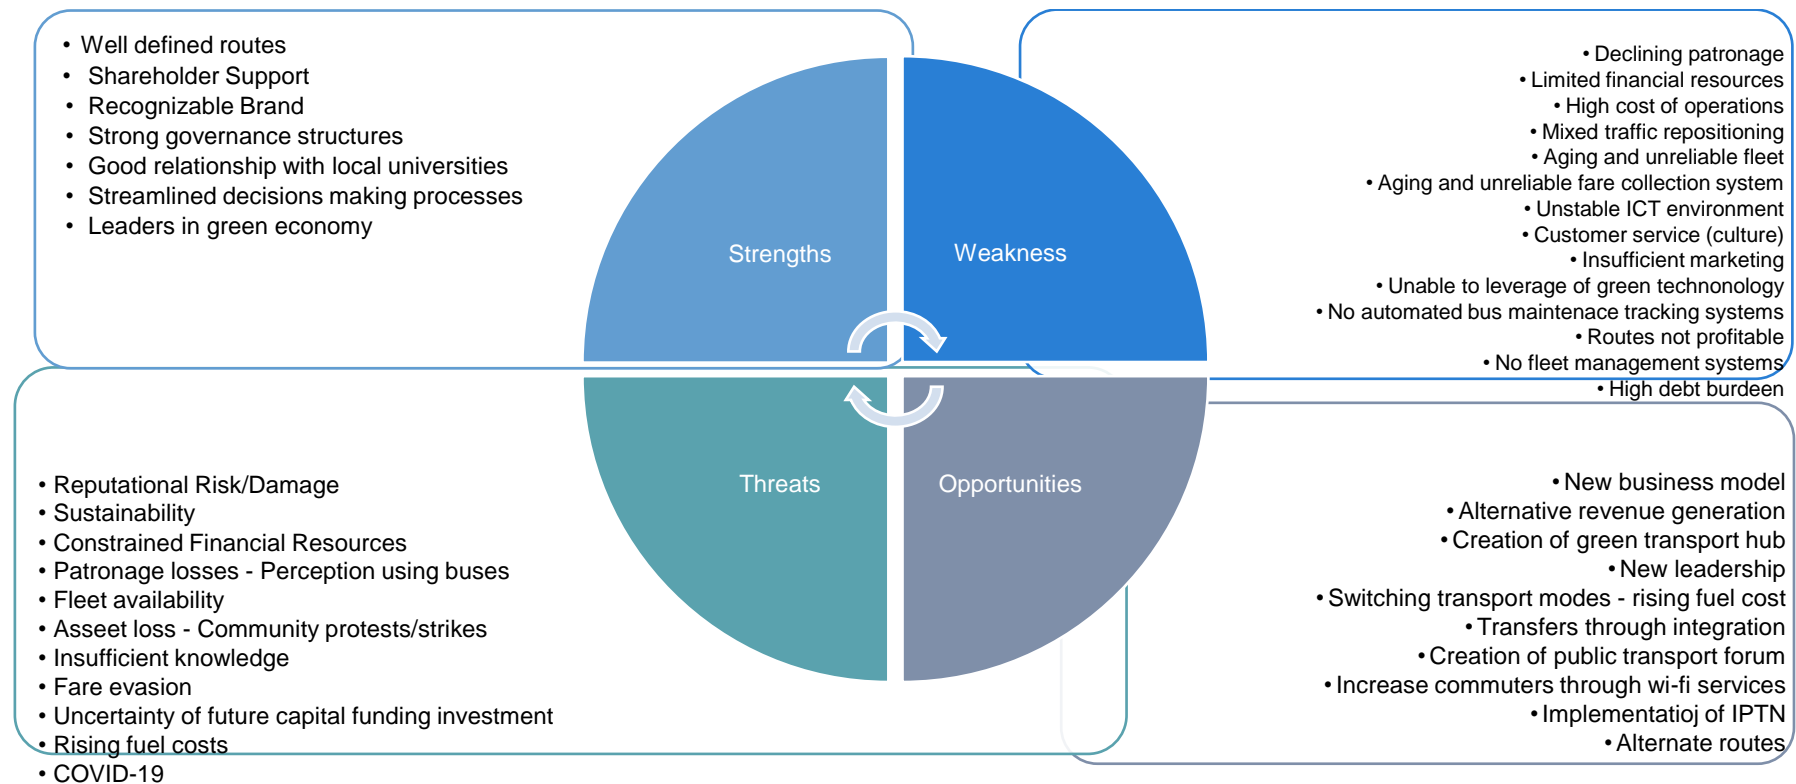 • Well defined routes
• Shareholder Support
• Recognizable Brand
• Strong governance structures
• Good relationship with local universities
• Streamlined decisions making processes
• Leaders in green economy
• Declining patronage
• Limited financial resources
• High cost of operations
• Mixed traffic repositioning
• Aging and unreliable fleet
• Aging and unreliable fare collection system
• Unstable ICT environment
• Customer service (culture)
• Insufficient marketing
• Unable to leverage of green technonology
• No automated bus maintenace tracking systems
• Routes not profitable
• No fleet management systems
• High debt burdeen
Strengths
Weakness
Threats
Opportunities
• Reputational Risk/Damage
• Sustainability
• Constrained Financial Resources
• Patronage losses - Perception using buses
• Fleet availability
• Asseet loss - Community protests/strikes
• Insufficient knowledge
• Fare evasion
• Uncertainty of future capital funding investment
• Rising fuel costs
• COVID-19
• New business model
• Alternative revenue generation
• Creation of green transport hub
• New leadership
• Switching transport modes - rising fuel cost
• Transfers through integration
• Creation of public transport forum
• Increase commuters through wi-fi services
• Implementatioj of IPTN
• Alternate routes